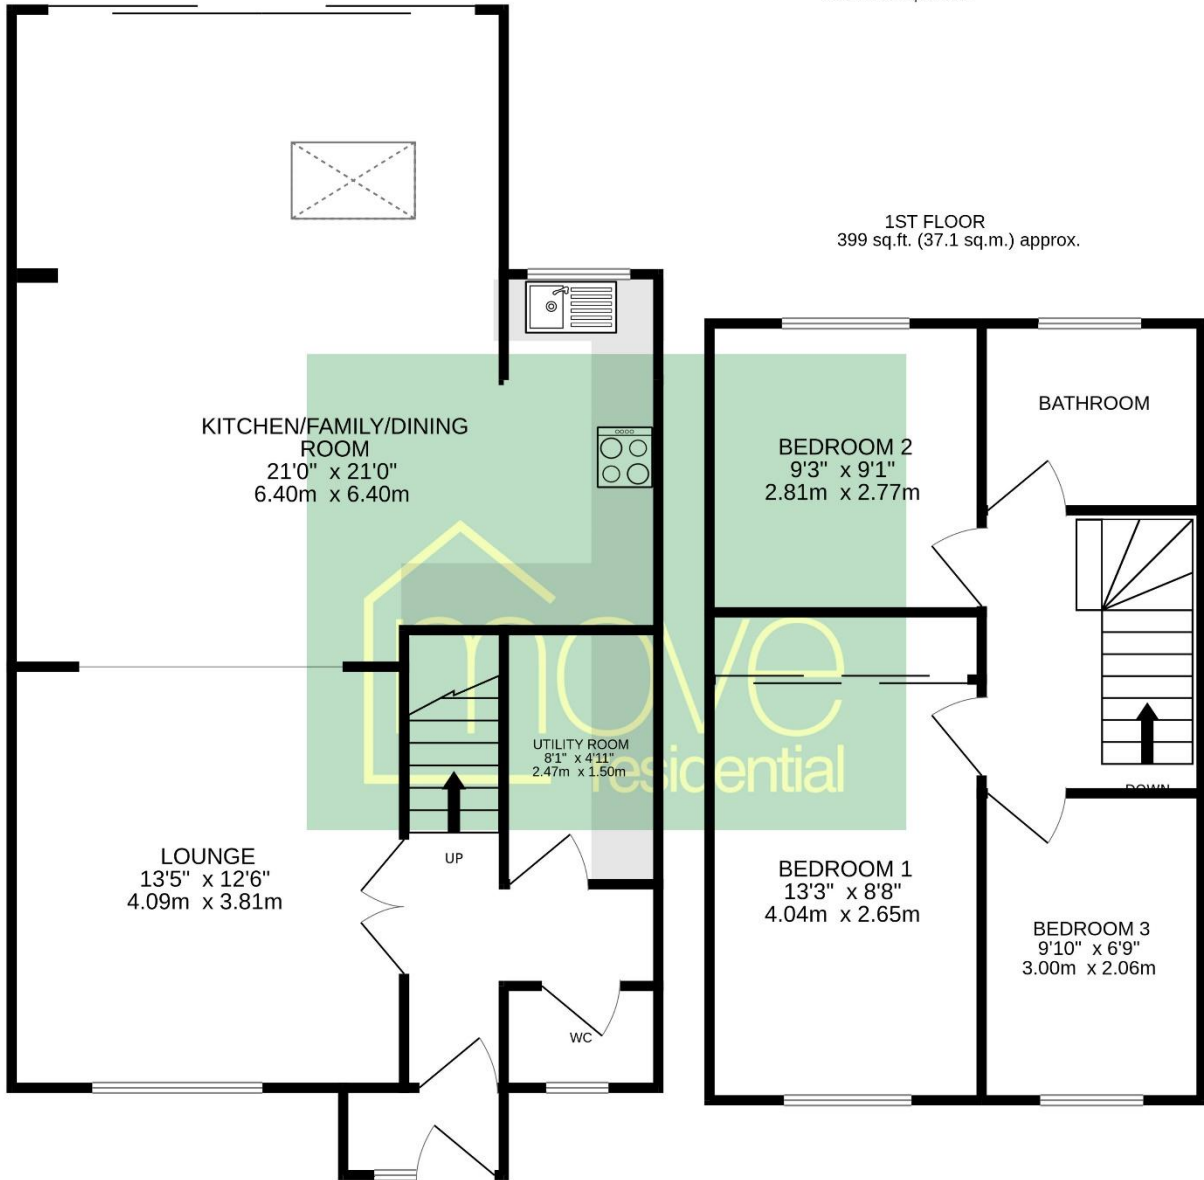 1ST FLOOR
399 sq.ft. (37.1 sq.m.) approx.
KITCHEN/FAMILY/DINING
ROOM
21'0" x 21'0"
6.40m x 6.40m
BEDROOM 2
9'3" x 9'1"
2.81m x 2.77m
BATHROOM
move
residential
UTILITY ROOM
8'1" x 4'11"
2.47m x 1.50m
LOUNGE
13'5" x 12'6"
4.09m x 3.81m
UP
DOWN
BEDROOM 1
13'3" x 8'8"
4.04m x 2.65m
BEDROOM 3
9'10" x 6'9"
3.00m x 2.06m
WC